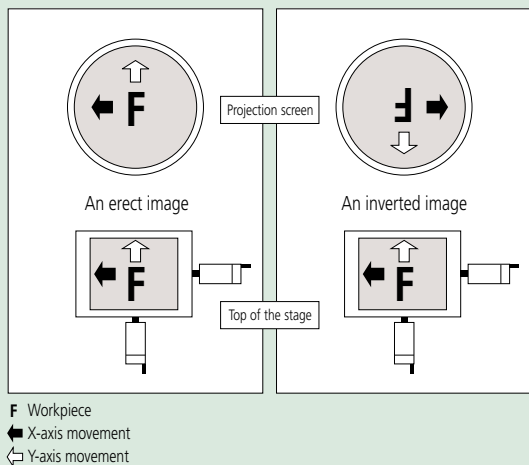 F
F
Projection screen
An erect image
An inverted image
F
F
Top of the stage
F Workpiece
X-axis movement
Y-axis movement